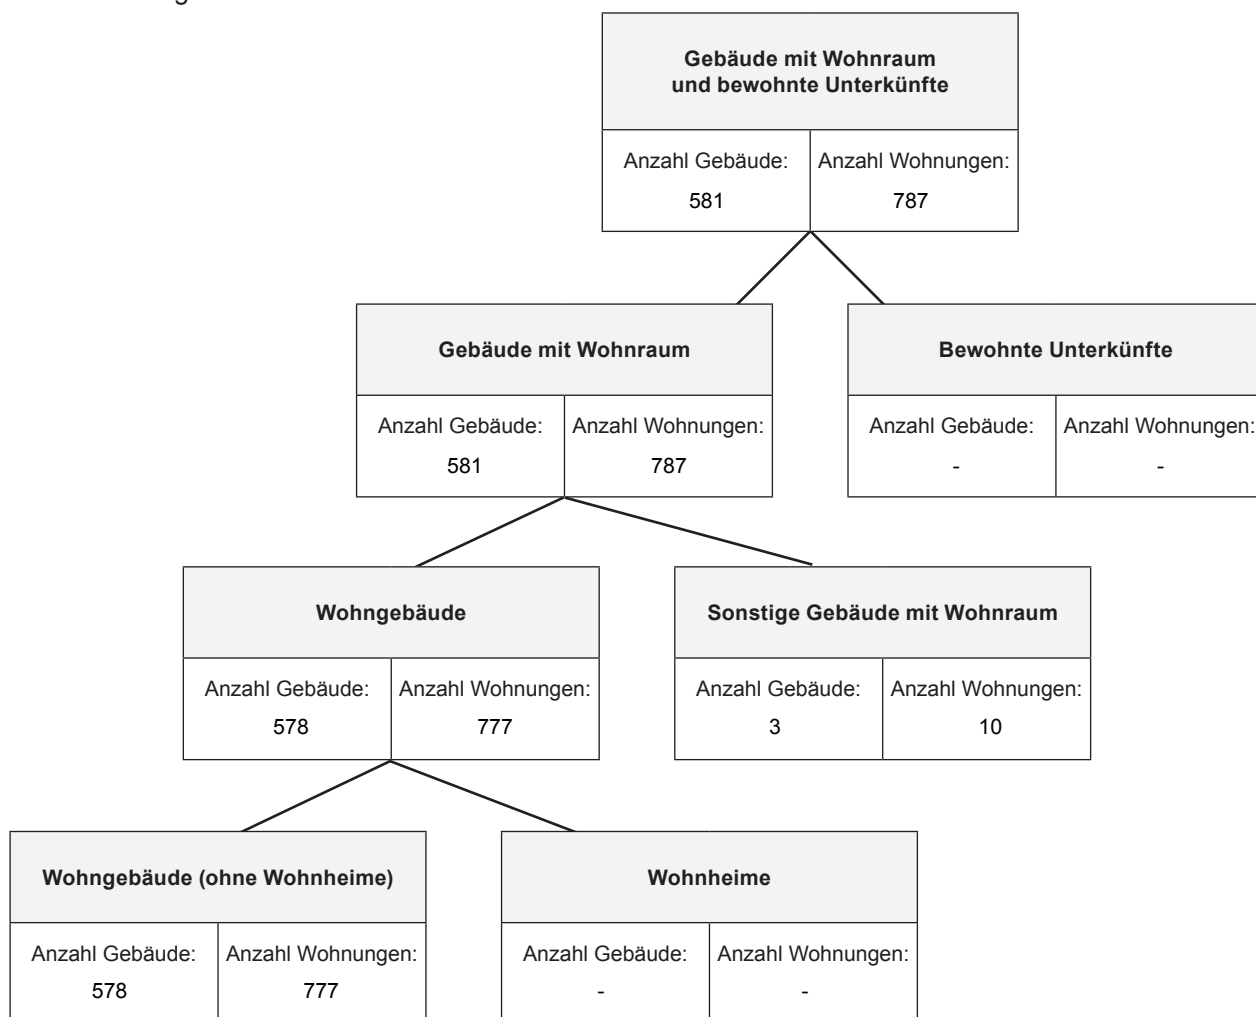 Gebäude mit Wohnraum
und bewohnte Unterkünfte
Anzahl Gebäude: Anzahl Wohnungen:
581 787
Gebäude mit Wohnraum Bewohnte Unterkünfte
Anzahl Gebäude: Anzahl Wohnungen: Anzahl Gebäude: Anzahl Wohnungen:
581 787 - -
Wohngebäude Sonstige Gebäude mit Wohnraum
Anzahl Gebäude: Anzahl Wohnungen: Anzahl Gebäude: Anzahl Wohnungen:
578 777 3 10
Wohngebäude (ohne Wohnheime) Wohnheime
Anzahl Gebäude: Anzahl Wohnungen: Anzahl Gebäude: Anzahl Wohnungen:
578 777 - -